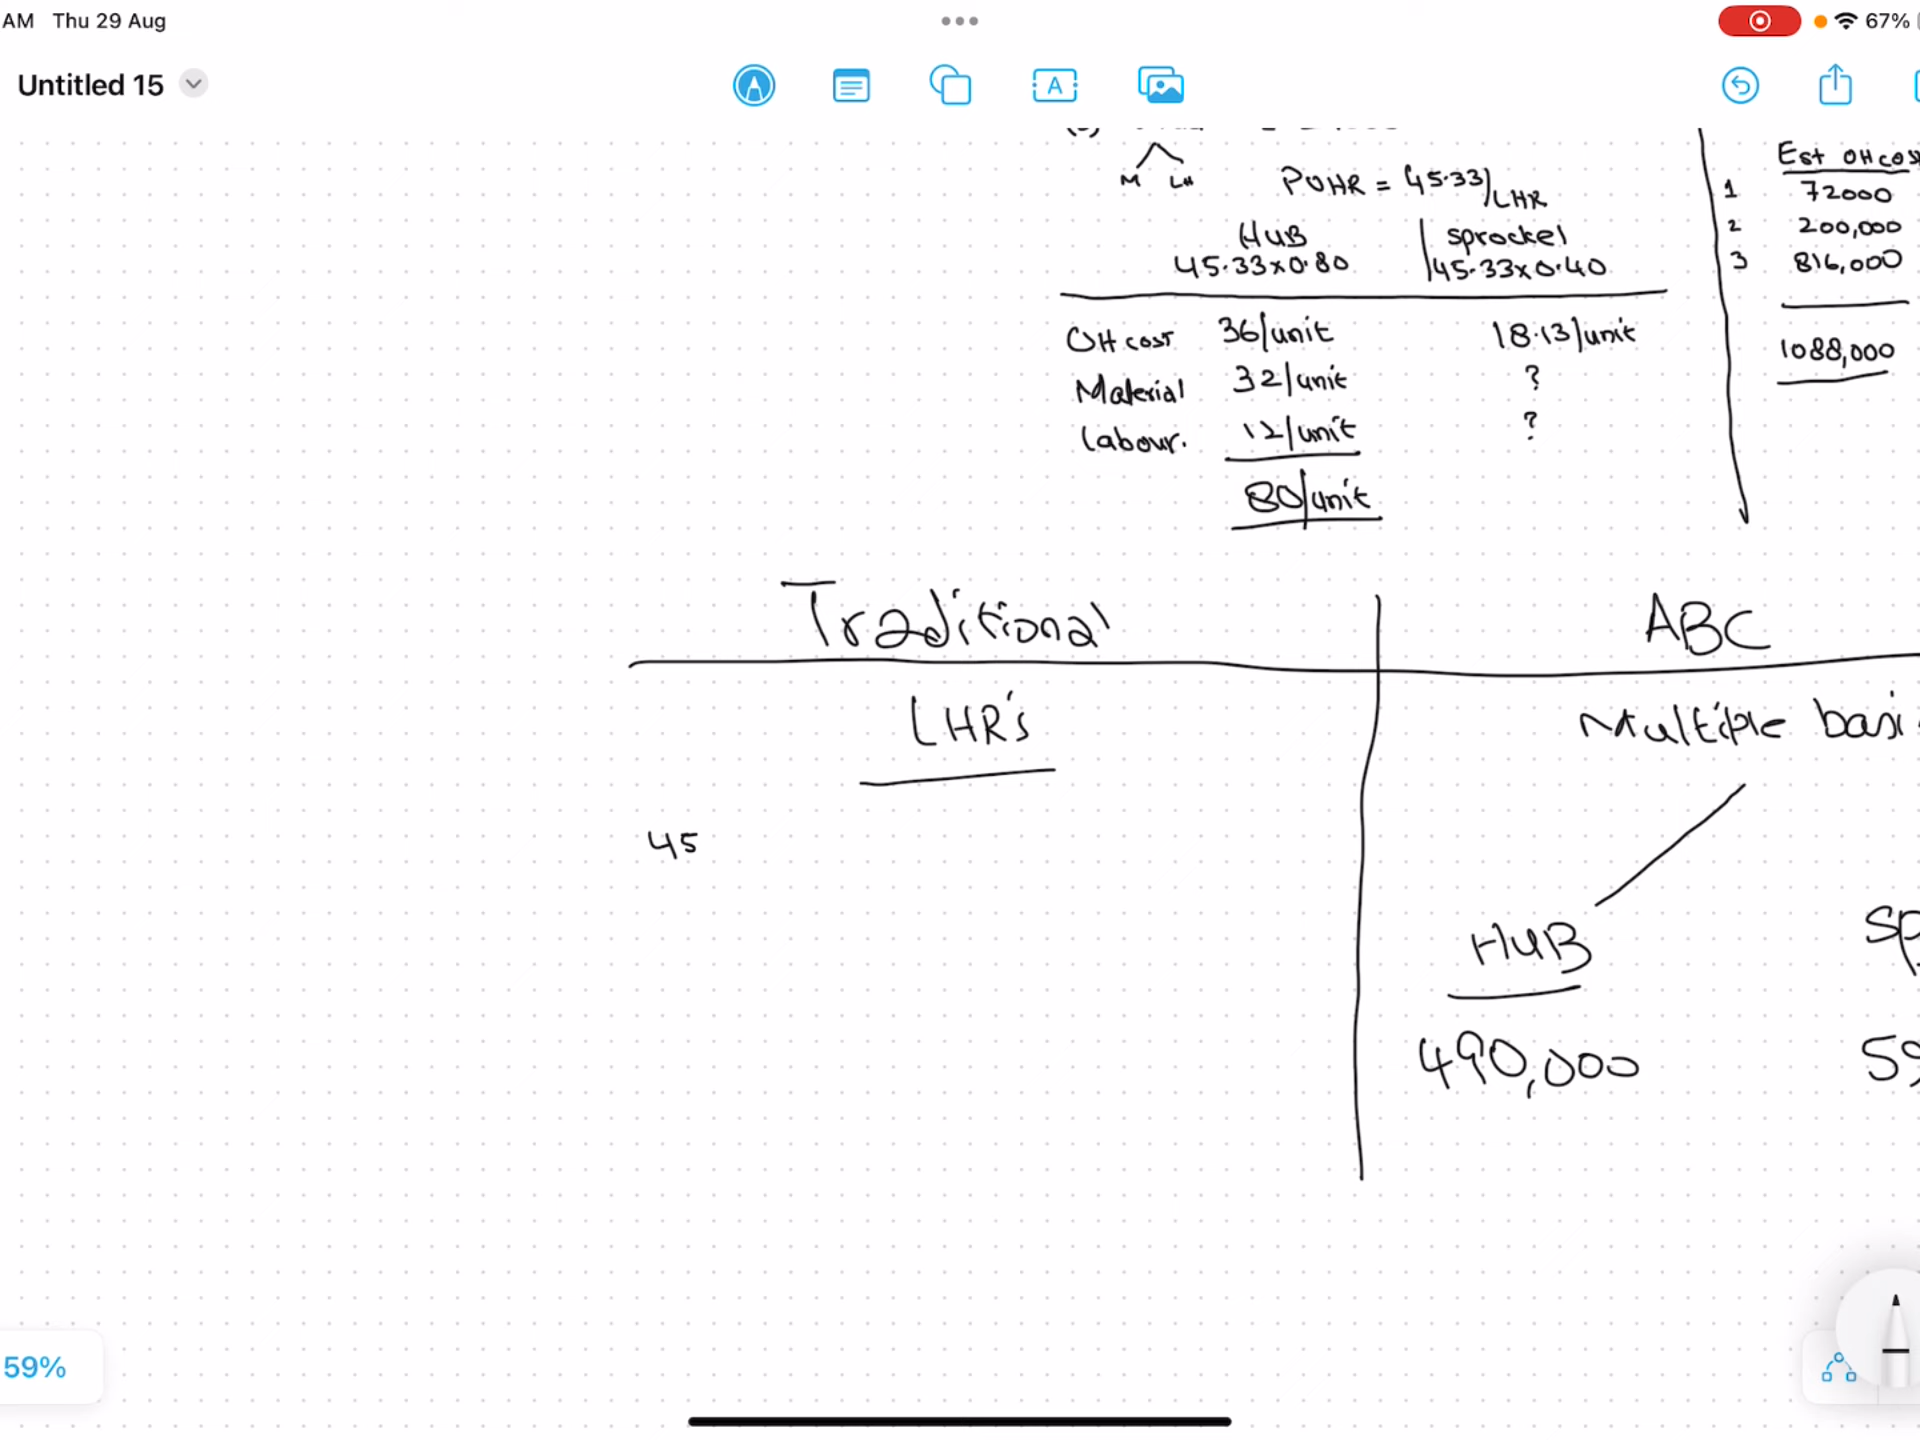 AM Thu 29 Aug
67%
Untitled 15
A
M LH
POHR = 45.33/LHR
HUB
45.33x0.80
sprocket
45.33x0.40
OH cost 36/unit 18.13/unit
Material 32/unit ?
Labour. 12/unit ?
80/unit
Est OH cost
1 72000
2 200,000
3 816,000
1088,000
Traditional ABC
LHR's
Multiple basi
45
HUB
Sp
490,000
59
59%